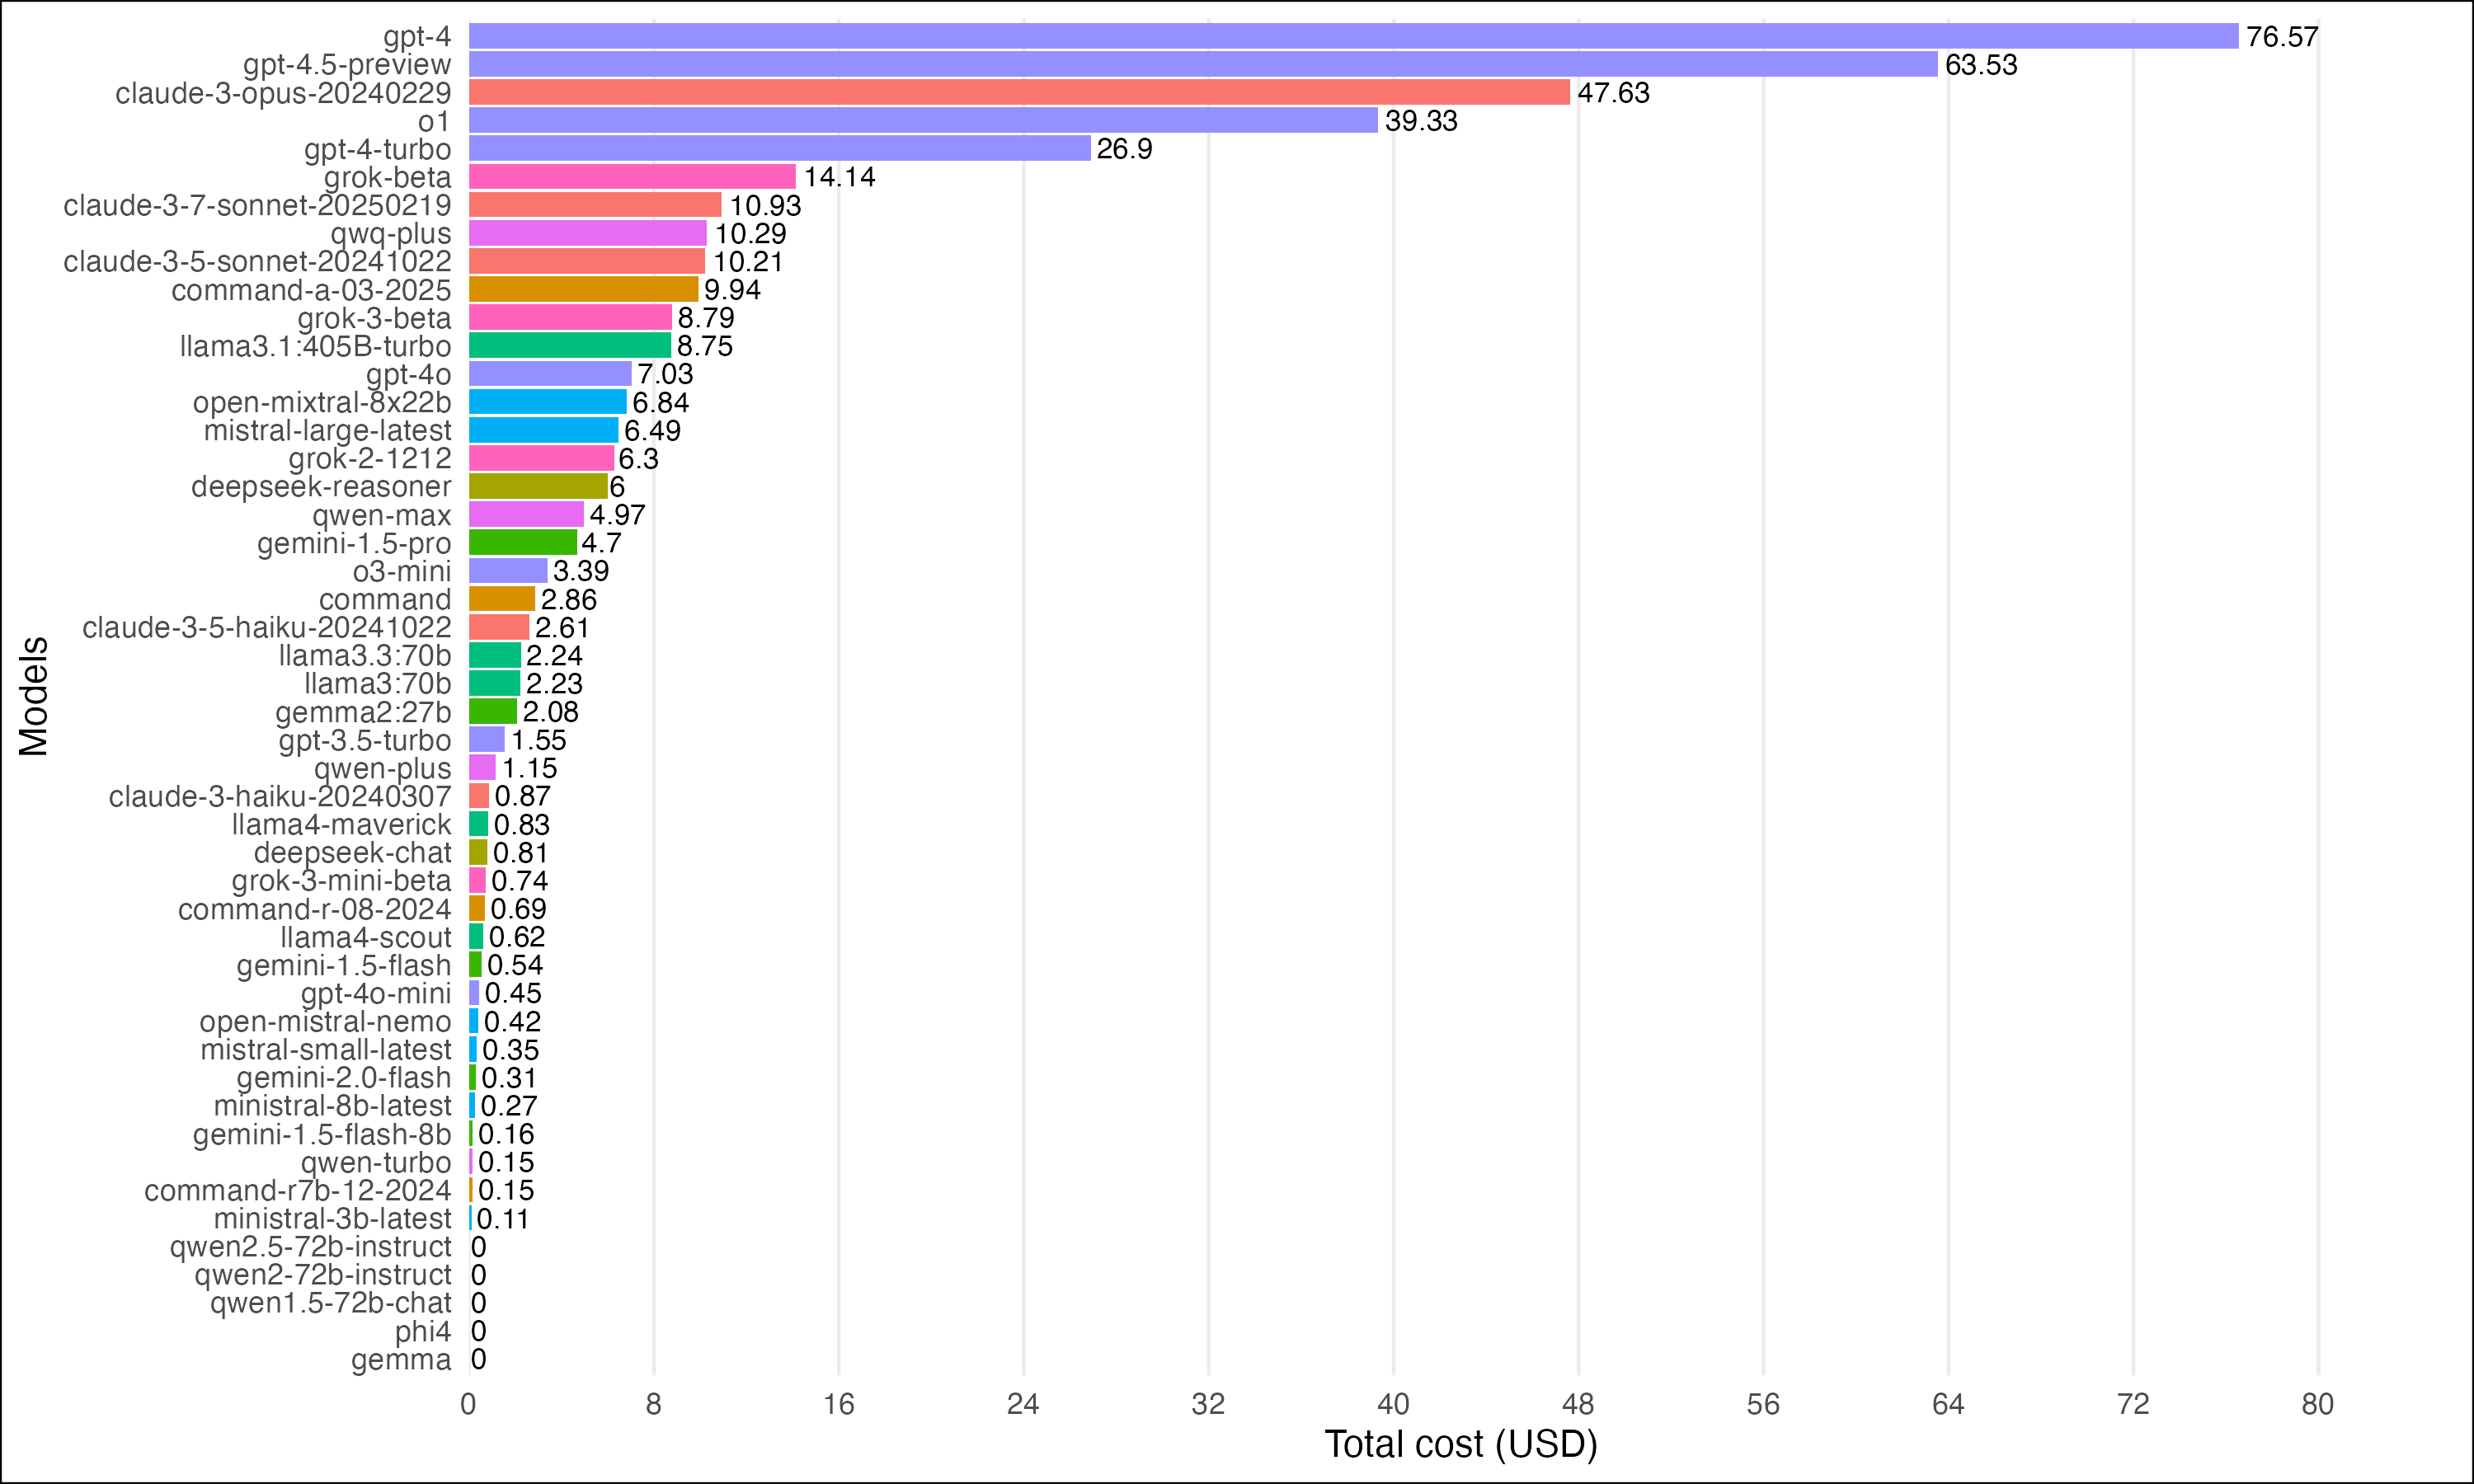 gpt-4 76.57
gpt-4.5-preview 63.53
claude-3-opus-20240229 47.63
o1 39.33
gpt-4-turbo 26.9
grok-beta 14.14
claude-3-7-sonnet-20250219 10.93
qwq-plus 10.29
claude-3-5-sonnet-20241022 10.21
command-a-03-2025 9.94
grok-3-beta 8.79
llama3.1:405B-turbo 8.75
gpt-4o 7.03
open-mixtral-8x22b 6.84
mistral-large-latest 6.49
grok-2-1212 6.3
deepseek-reasoner 6
qwen-max 4.97
gemini-1.5-pro 4.7
o3-mini 3.39
command 2.86
claude-3-5-haiku-20241022 2.61
llama3.3:70b 2.24
llama3:70b 2.23
gemma2:27b 2.08
gpt-3.5-turbo 1.55
qwen-plus 1.15
claude-3-haiku-20240307 0.87
llama4-maverick 0.83
deepseek-chat 0.81
grok-3-mini-beta 0.74
command-r-08-2024 0.69
llama4-scout 0.62
gemini-1.5-flash 0.54
gpt-4o-mini 0.45
open-mistral-nemo 0.42
mistral-small-latest 0.35
gemini-2.0-flash 0.31
ministral-8b-latest 0.27
gemini-1.5-flash-8b 0.16
qwen-turbo 0.15
command-r7b-12-2024 0.15
ministral-3b-latest 0.11
qwen2.5-72b-instruct 0
qwen2-72b-instruct 0
qwen1.5-72b-chat 0
phi4 0
gemma 0
Models
0 8 16 24 32 40 48 56 64 72 80
Total cost (USD)